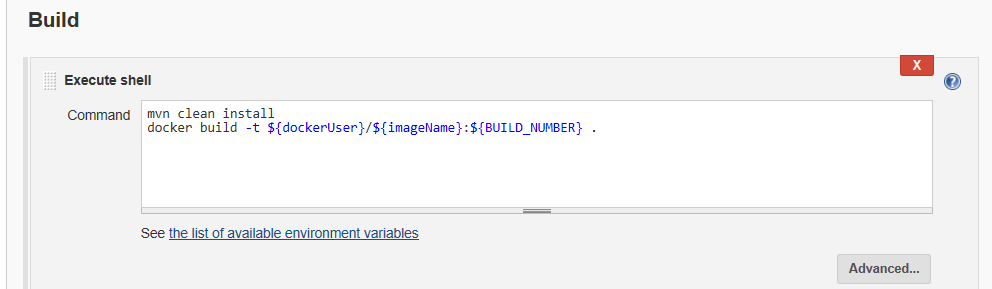 Build
X
Execute shell
?
Command
mvn clean install
docker build -t ${dockerUser}/${imageName}:${BUILD_NUMBER} .
See the list of available environment variables
Advanced...